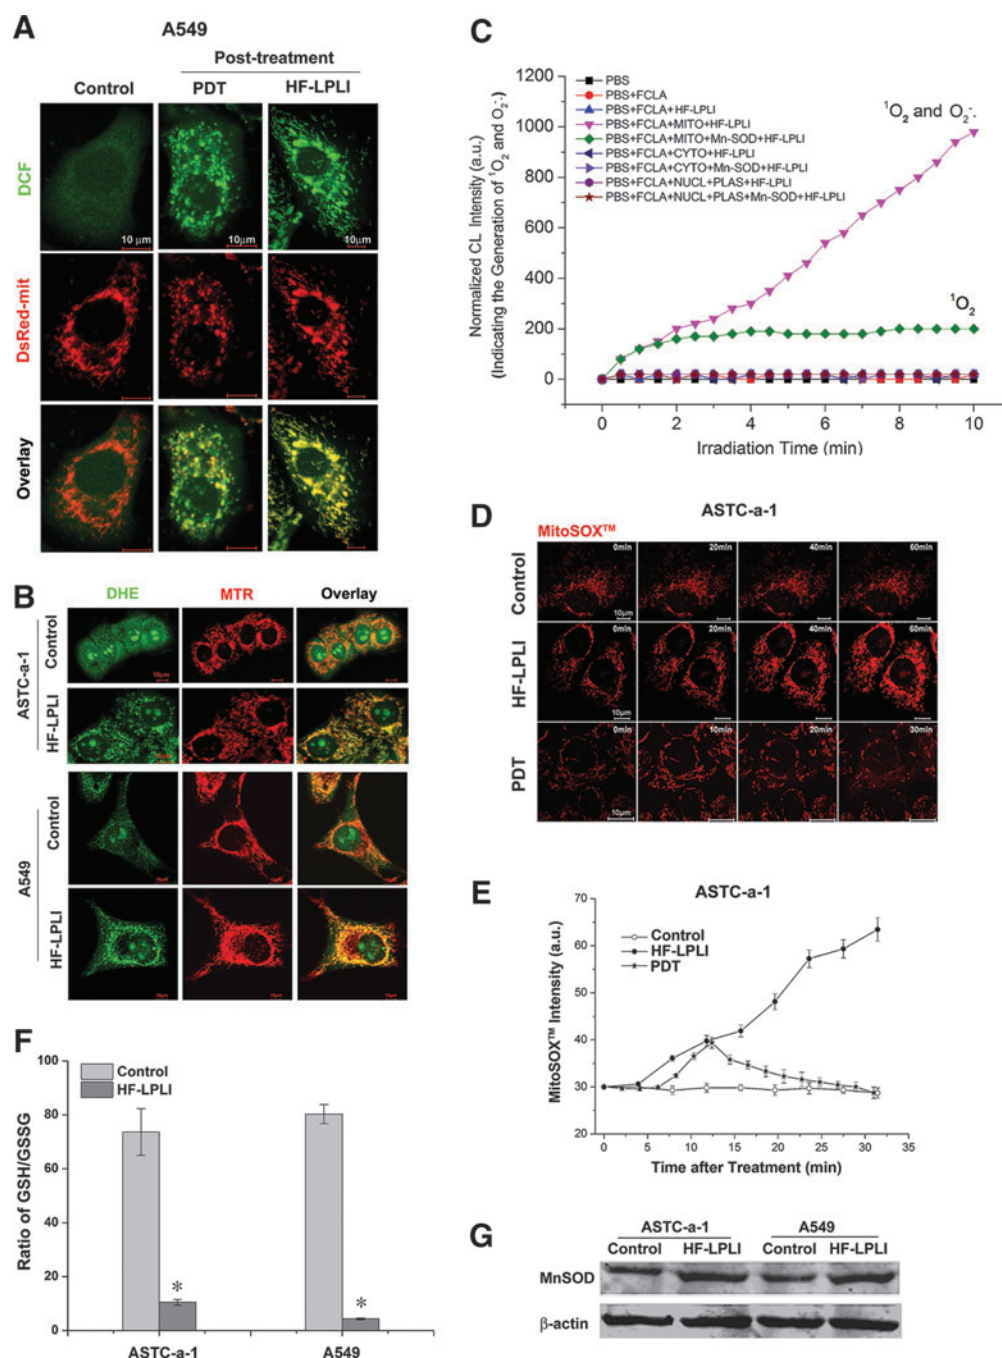 A
A549
Post-treatment
Control
PDT
HF-LPLI
DCF
10 μm
10μm
10μm
DsRed-mit
Overlay
B
DHE
MTR
Overlay
ASTC-a-1
Control
HF-LPLI
A549
Control
HF-LPLI
C
Normalized CL Intensity (a.u.)
(Indicating the Generation of ¹O₂ and O₂⁻.)
1200
1000
800
600
400
200
0
PBS
PBS+FCLA
PBS+FCLA+HF-LPLI
PBS+FCLA+MITO+HF-LPLI
PBS+FCLA+MITO+Mn-SOD+HF-LPLI
PBS+FCLA+CYTO+HF-LPLI
PBS+FCLA+CYTO+Mn-SOD+HF-LPLI
PBS+FCLA+NUCL+PLAS+HF-LPLI
PBS+FCLA+NUCL+PLAS+Mn-SOD+HF-LPLI
¹O₂ and O₂⁻.
¹O₂
0 2 4 6 8 10
Irradiation Time (min)
D
ASTC-a-1
MitoSOX™
Control
0min 20min 40min 60min
10μm
HF-LPLI
0min 20min 40min 60min
10μm
PDT
0min 10min 20min 30min
10μm
E
ASTC-a-1
MitoSOX™ Intensity (a.u.)
70
60
50
40
30
20
Control
HF-LPLI
PDT
0 5 10 15 20 25 30 35
Time after Treatment (min)
F
Ratio of GSH/GSSG
100
80
60
40
20
0
Control
HF-LPLI
*
*
ASTC-a-1 A549
G
ASTC-a-1 A549
Control HF-LPLI Control HF-LPLI
MnSOD
β-actin